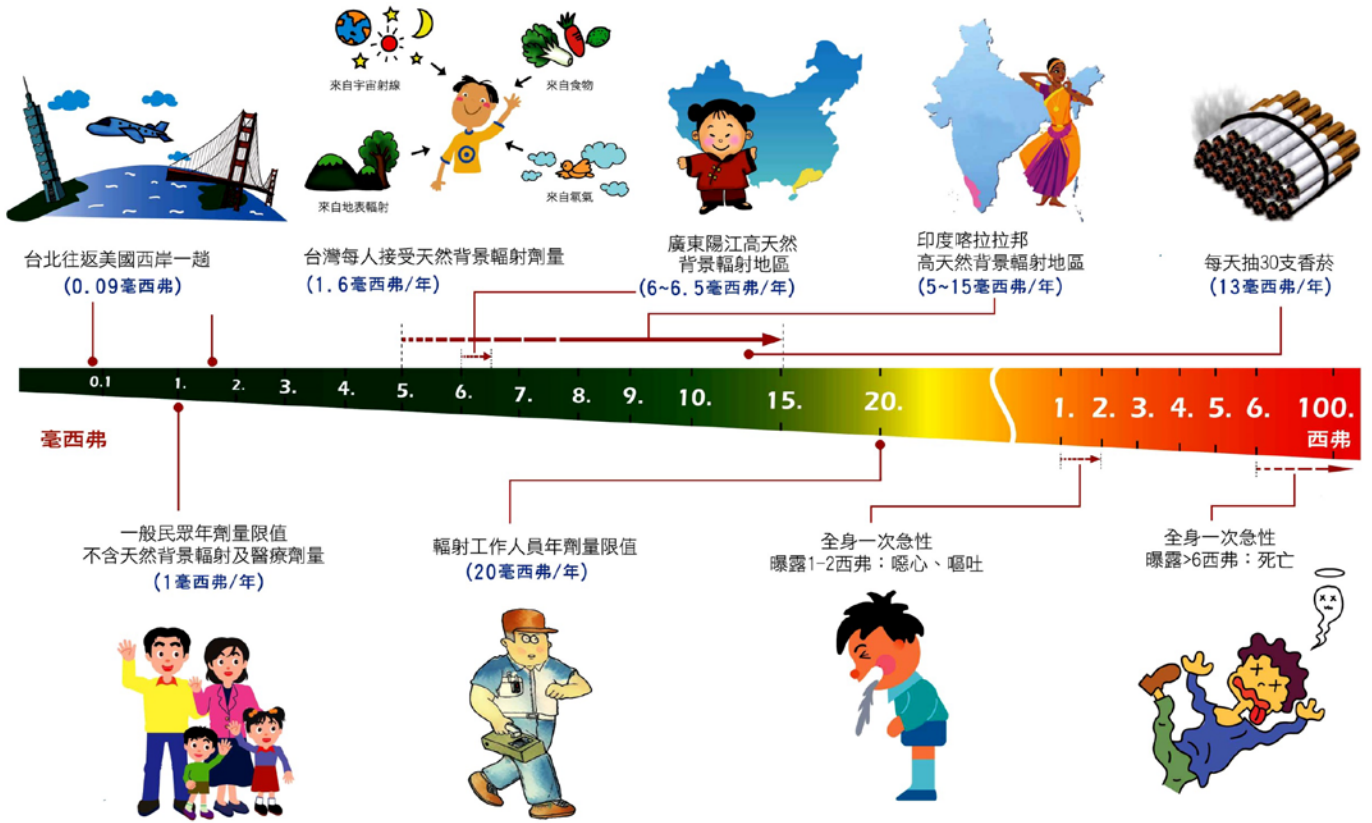 來自宇宙射線
來自食物
來自地表輻射
來自氡氣
台北往返美國西岸一趟
(0.09毫西弗)
台灣每人接受天然背景輻射劑量
(1.6毫西弗/年)
廣東陽江高天然
背景輻射地區
(6~6.5毫西弗/年)
印度喀拉拉邦
高天然背景輻射地區
(5~15毫西弗/年)
每天抽30支香菸
(13毫西弗/年)
0.1 1. 2. 3. 4. 5. 6. 7. 8. 9. 10. 15. 20. 1. 2. 3. 4. 5. 6. 100.
毫西弗
西弗
一般民眾年劑量限值
不含天然背景輻射及醫療劑量
(1毫西弗/年)
輻射工作人員年劑量限值
(20毫西弗/年)
全身一次急性
曝露1-2西弗：噁心、嘔吐
全身一次急性
曝露>6西弗：死亡